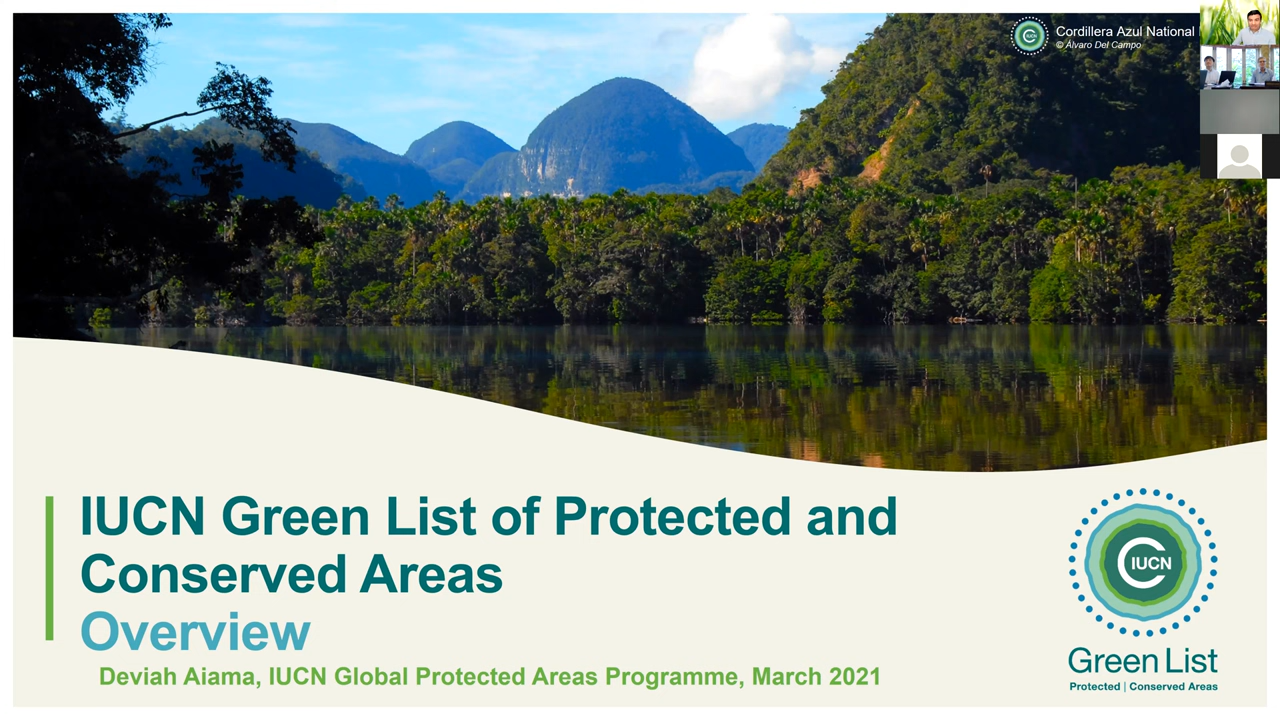 Cordillera Azul National
© Álvaro Del Campo
IUCN Green List of Protected and
Conserved Areas
Overview
Deviah Aiama, IUCN Global Protected Areas Programme, March 2021
IUCN
Green List
Protected | Conserved Areas